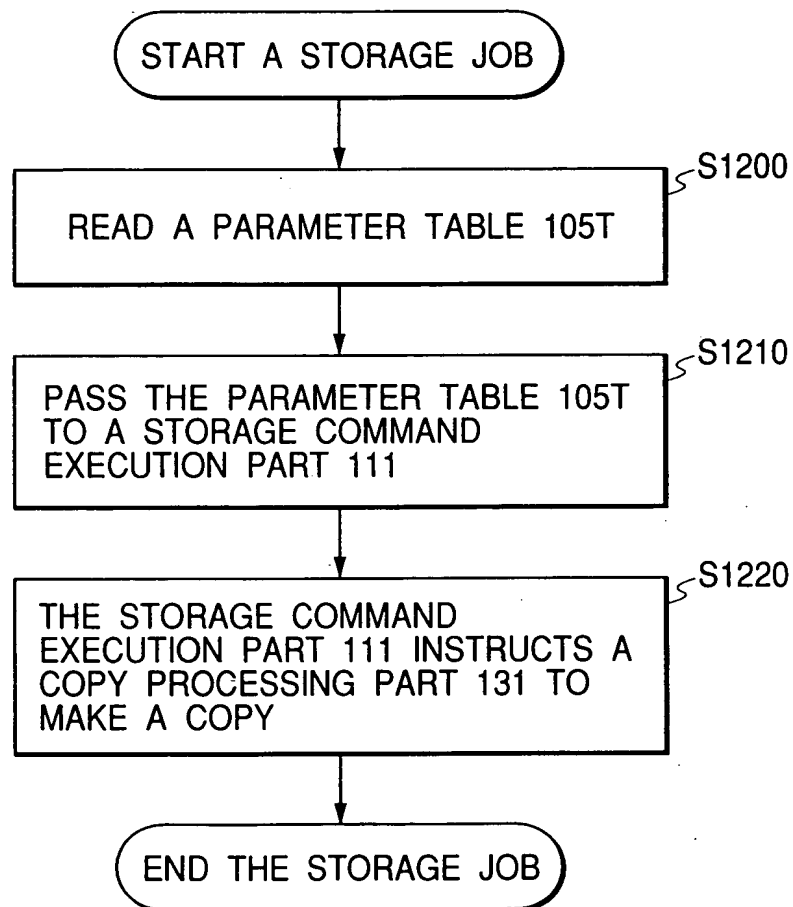 START A STORAGE JOB
S1200
READ A PARAMETER TABLE 105T
S1210
PASS THE PARAMETER TABLE 105T
TO A STORAGE COMMAND
EXECUTION PART 111
S1220
THE STORAGE COMMAND
EXECUTION PART 111 INSTRUCTS A
COPY PROCESSING PART 131 TO
MAKE A COPY
END THE STORAGE JOB